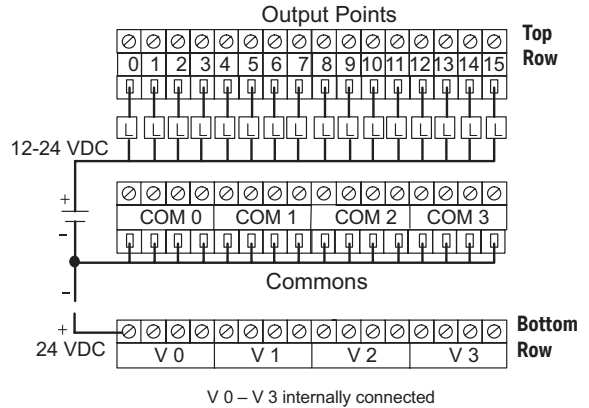 Output Points
Top
Row
0 1 2 3 4 5 6 7 8 9 10 11 12 13 14 15
L L L L L L L L L L L L L L L L
12-24 VDC
+
COM 0 COM 1 COM 2 COM 3
–
Commons
–
+
24 VDC
Bottom
Row
V 0 V 1 V 2 V 3
V 0 – V 3 internally connected